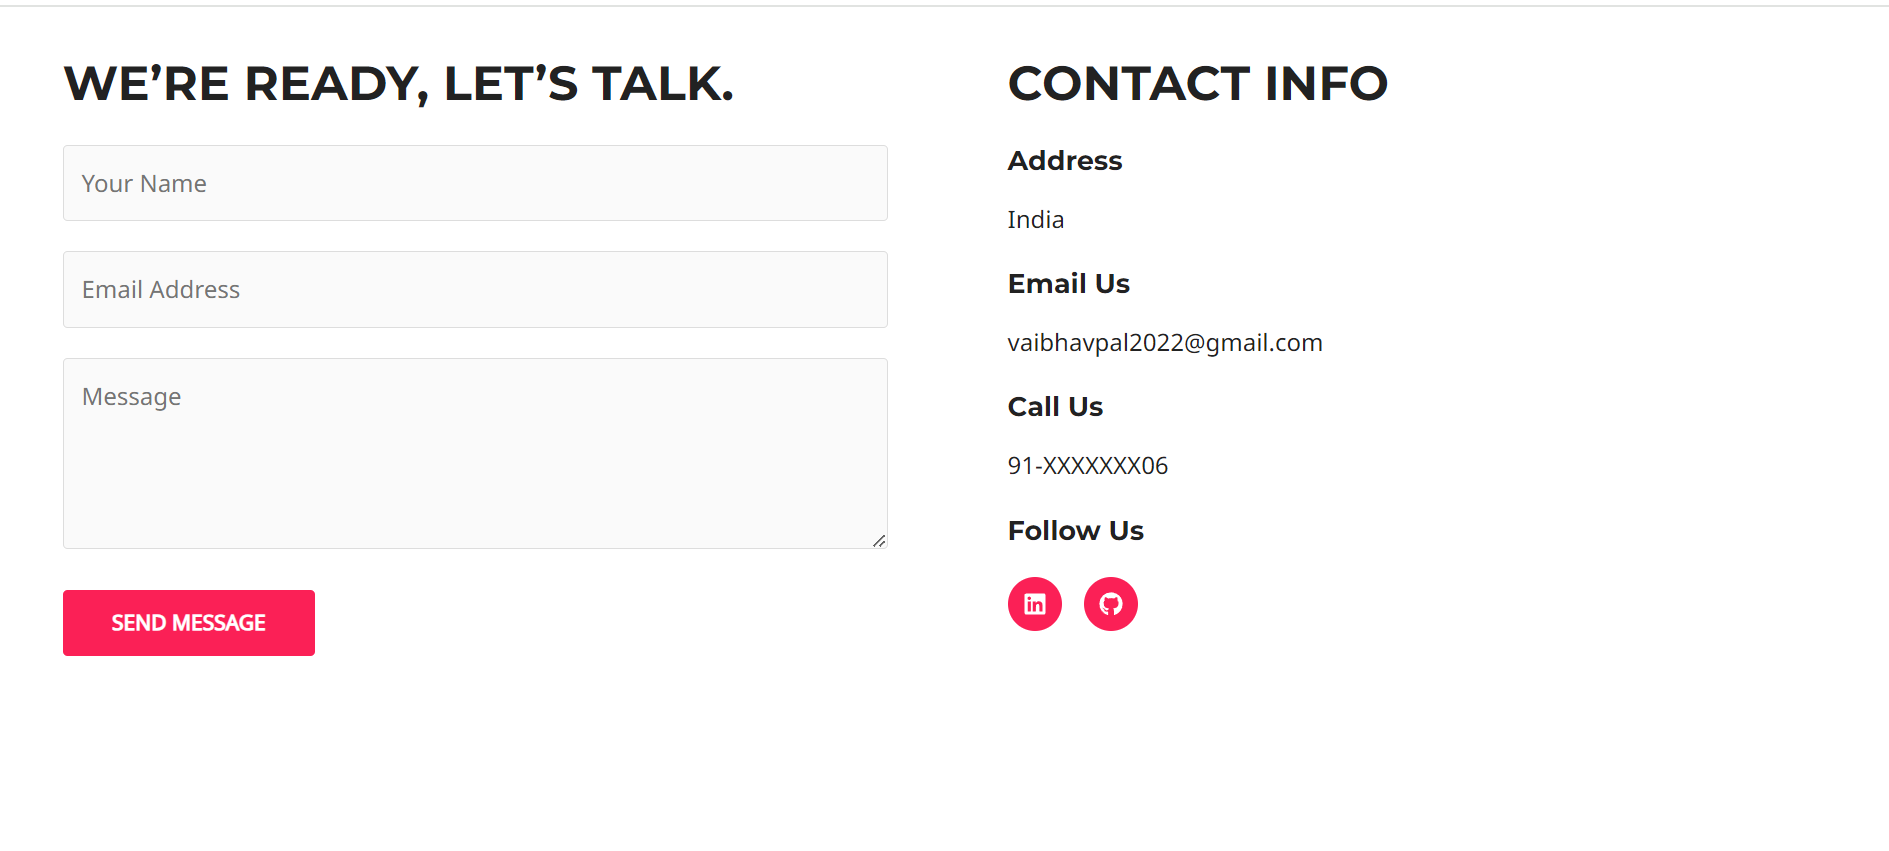 WE’RE READY, LET’S TALK.
Your Name
Email Address
Message
SEND MESSAGE
CONTACT INFO
Address
India
Email Us
vaibhavpal2022@gmail.com
Call Us
91-XXXXXXX06
Follow Us
in